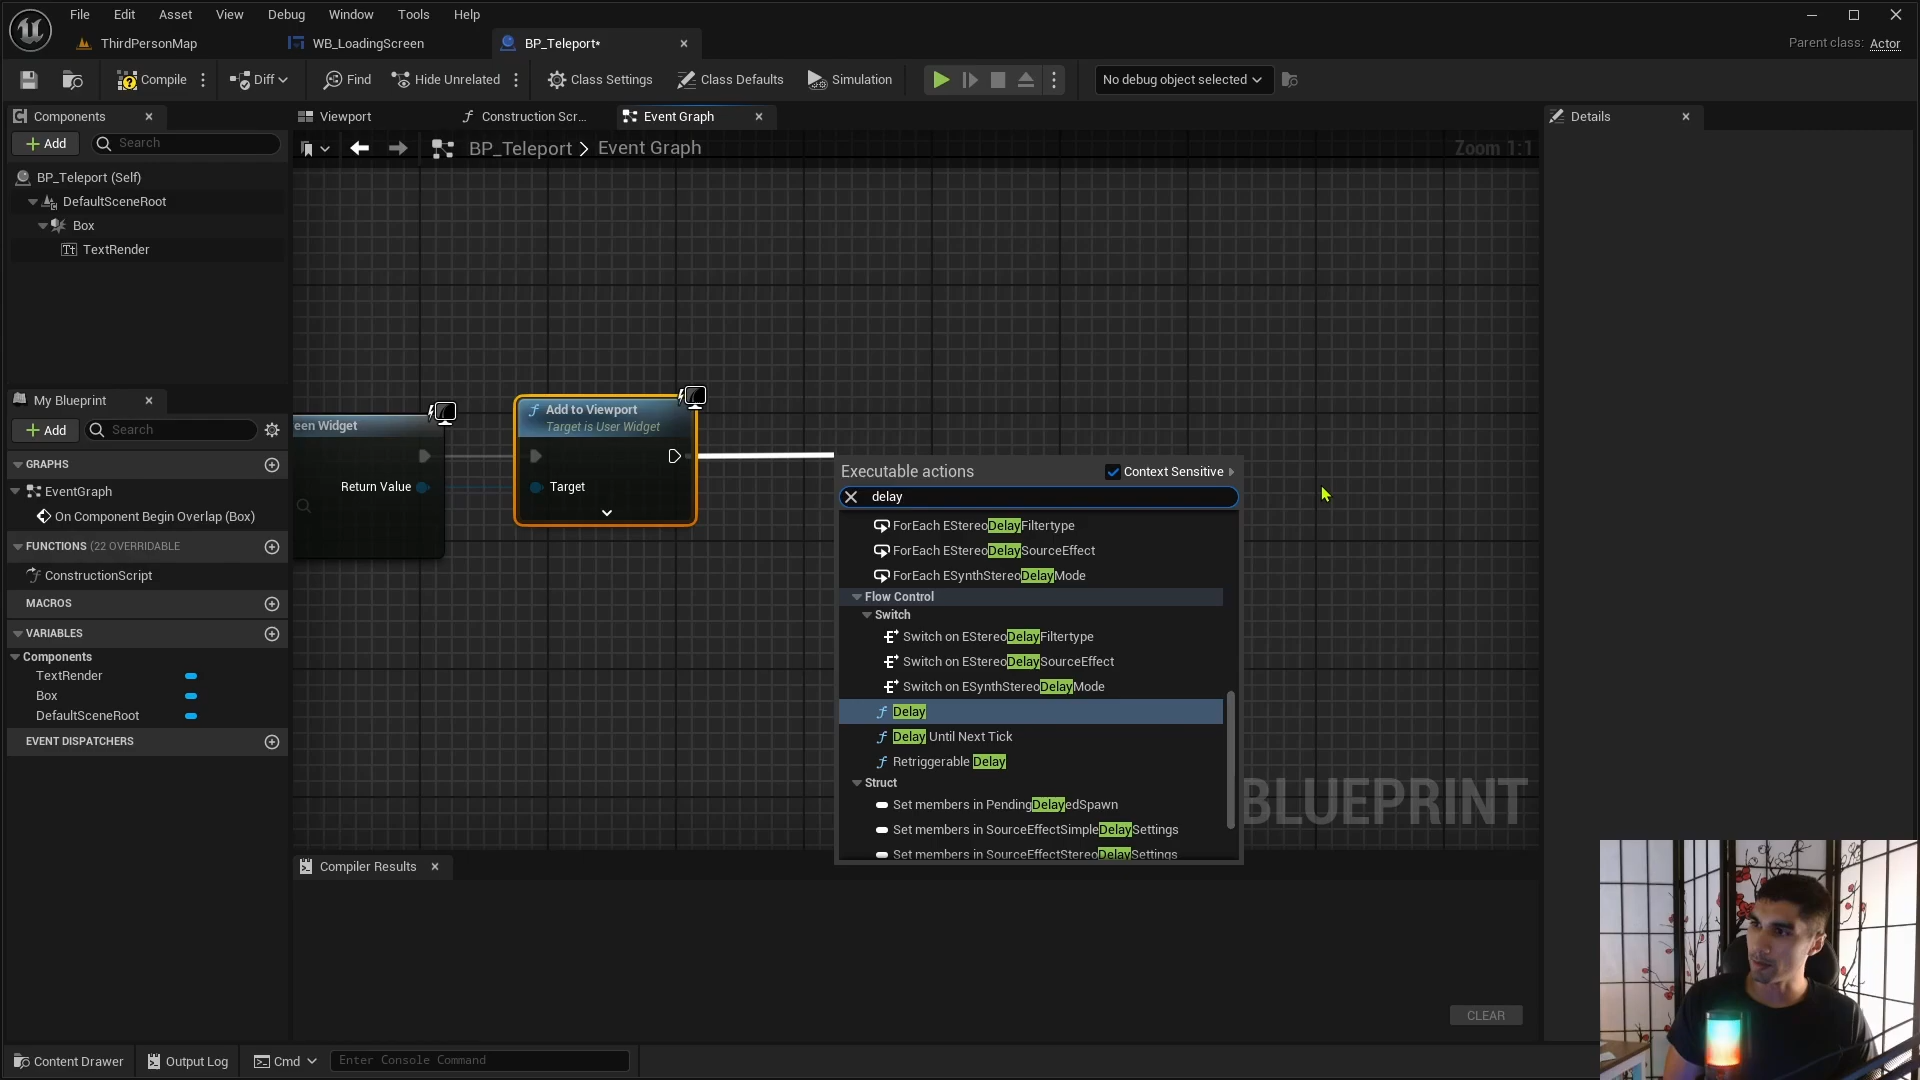 File Edit Asset View Debug Window Tools Help
ThirdPersonMap WB_LoadingScreen BP_Teleport*
Parent class: Actor
Compile Diff Find Hide Unrelated Class Settings Class Defaults Simulation No debug object selected
Components
Add Search
BP_Teleport (Self)
DefaultSceneRoot
Box
TextRender
My Blueprint
Add Search
GRAPHS
EventGraph
On Component Begin Overlap (Box)
FUNCTIONS (22 OVERRIDABLE
ConstructionScript
MACROS
VARIABLES
Components
TextRender
Box
DefaultSceneRoot
EVENT DISPATCHERS
Viewport Construction Scr... Event Graph
BP_Teleport > Event Graph
Zoom 1:1
een Widget
Return Value
Add to Viewport
Target is User Widget
Target
Executable actions
Context Sensitive
delay
ForEach EStereoDelayFiltertype
ForEach EStereoDelaySourceEffect
ForEach ESynthStereoDelayMode
Flow Control
Switch
Switch on EStereoDelayFiltertype
Switch on EStereoDelaySourceEffect
Switch on ESynthStereoDelayMode
Delay
Delay Until Next Tick
Retriggerable Delay
Struct
Set members in PendingDelayedSpawn
Set members in SourceEffectSimpleDelaySettings
Set members in SourceEffectStereoDelaySettings
BLUEPRINT
Compiler Results
CLEAR
Details
Content Drawer Output Log Cmd Enter Console Command